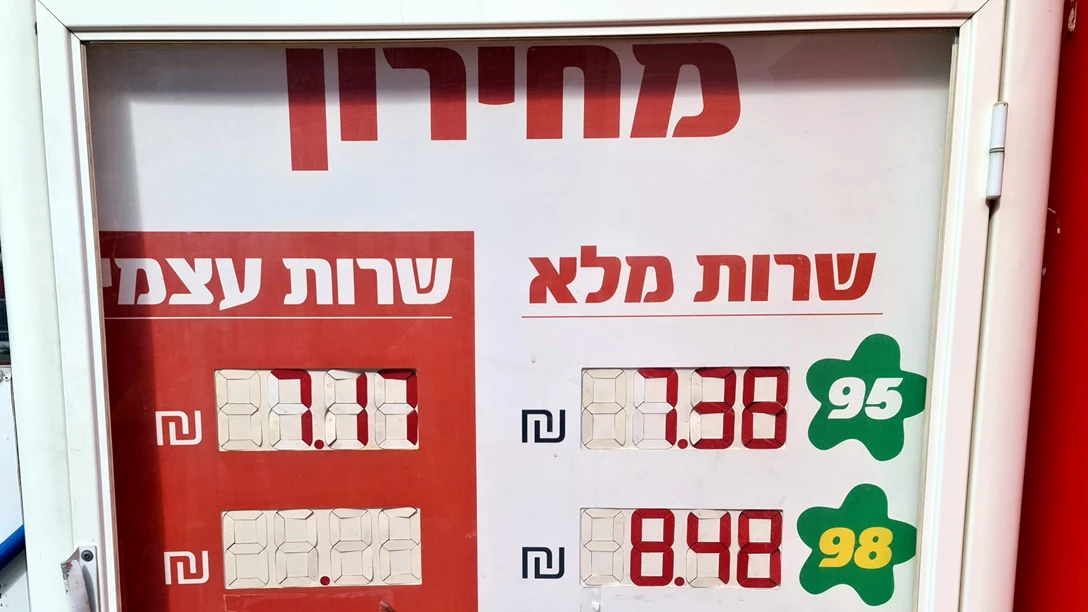 מחירון
שרות מלא שרות עצמי
95 7.38 ₪ 7.17 ₪
98 8.48 ₪ ₪